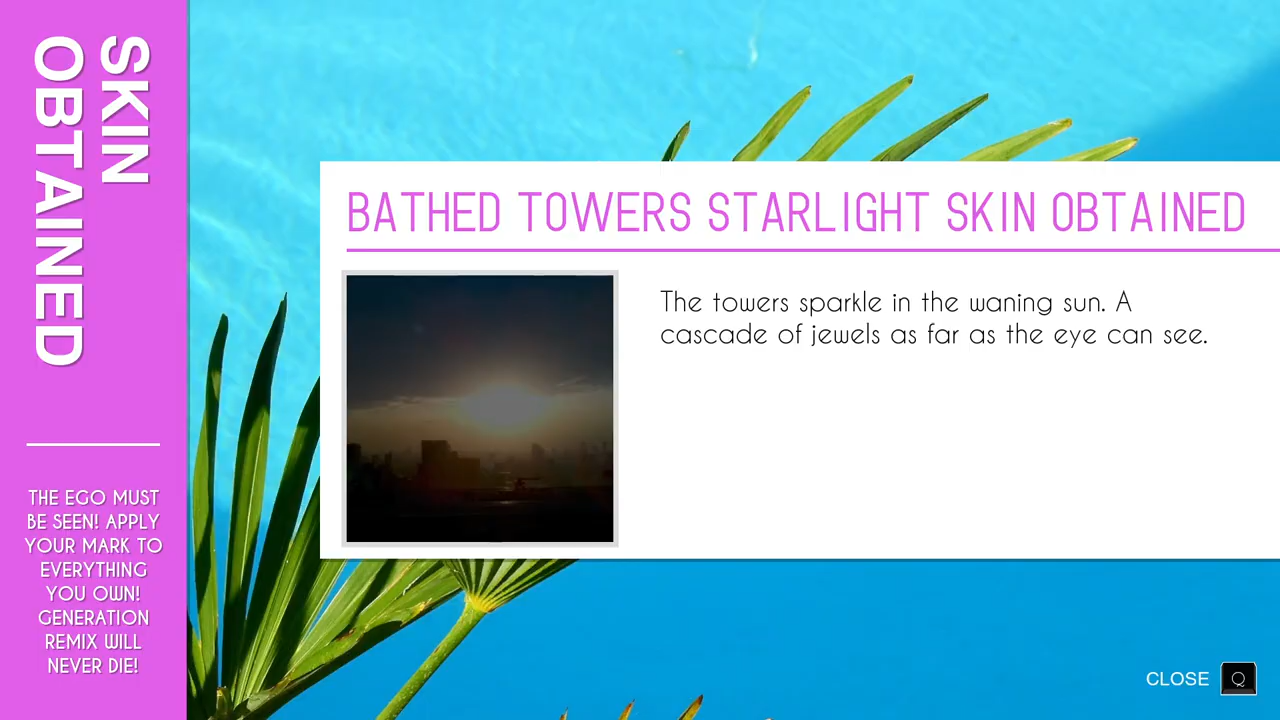 SKIN
OBTAINED
THE EGO MUST
BE SEEN! APPLY
YOUR MARK TO
EVERYTHING
YOU OWN!
GENERATION
REMIX WILL
NEVER DIE!
BATHED TOWERS STARLIGHT SKIN OBTAINED
The towers sparkle in the waning sun. A
cascade of jewels as far as the eye can see.
CLOSE Q